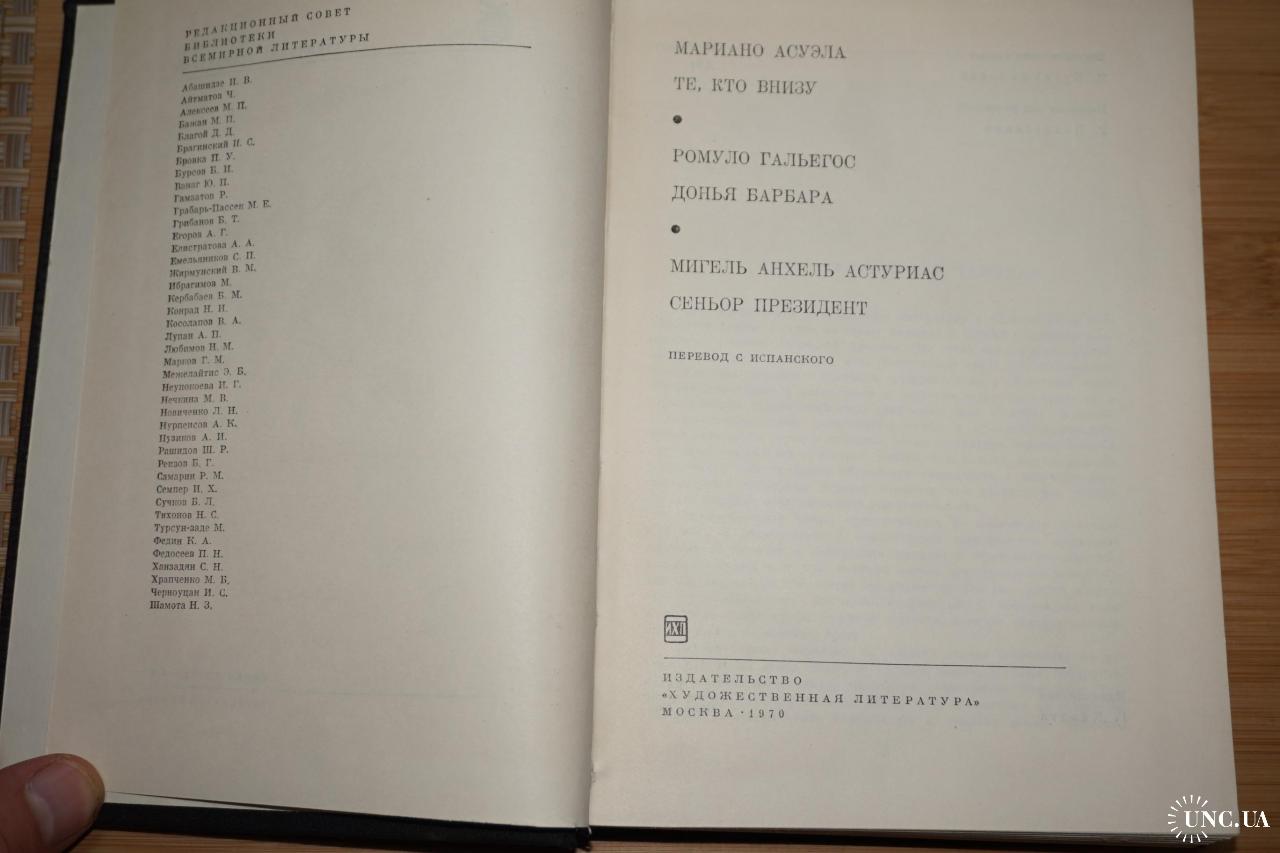 РЕДАКЦИОННЫЙ СОВЕТ
БИБЛИОТЕКИ
ВСЕМИРНОЙ ЛИТЕРАТУРЫ
Абашидзе И. В.
Айтматов Ч.
Алексеев М. П.
Бажан М. П.
Благой Д. Д.
Брагинский И. С.
Бровка П. У.
Бурсов Б. И.
Ванаг Ю. П.
Гамзатов Р.
Грабарь-Пассек М. Е.
Грибанов Б. Т.
Егоров А. Г.
Елистратова А. А.
Емельяников С. П.
Жирмунский В. М.
Ибрагимов М.
Кербабаев Б. М.
Конрад Н. И.
Косолапов В. А.
Лупан А. П.
Любимов Н. М.
Марков Г. М.
Межелайтис Э. Б.
Неупокоева И. Г.
Нечкина М. В.
Новиченко Л. Н.
Нурпеисов А. К.
Пузиков А. И.
Рашидов Ш. Р.
Реизов Б. Г.
Самарин Р. М.
Семпер И. Х.
Сучков Б. Л.
Тихонов Н. С.
Турсун-заде М.
Федин К. А.
Федосеев П. Н.
Ханзадян С. Н.
Храпченко М. Б.
Черноуцан И. С.
Шамота Н. З.
МАРИАНО АСУЭЛА
ТЕ, КТО ВНИЗУ
РОМУЛО ГАЛЬЕГОС
ДОНЬЯ БАРБАРА
МИГЕЛЬ АНХЕЛЬ АСТУРИАС
СЕНЬОР ПРЕЗИДЕНТ
ПЕРЕВОД С ИСПАНСКОГО
ИХЛ
ИЗДАТЕЛЬСТВО
«ХУДОЖЕСТВЕННАЯ ЛИТЕРАТУРА»
МОСКВА · 1970
UNC.UA